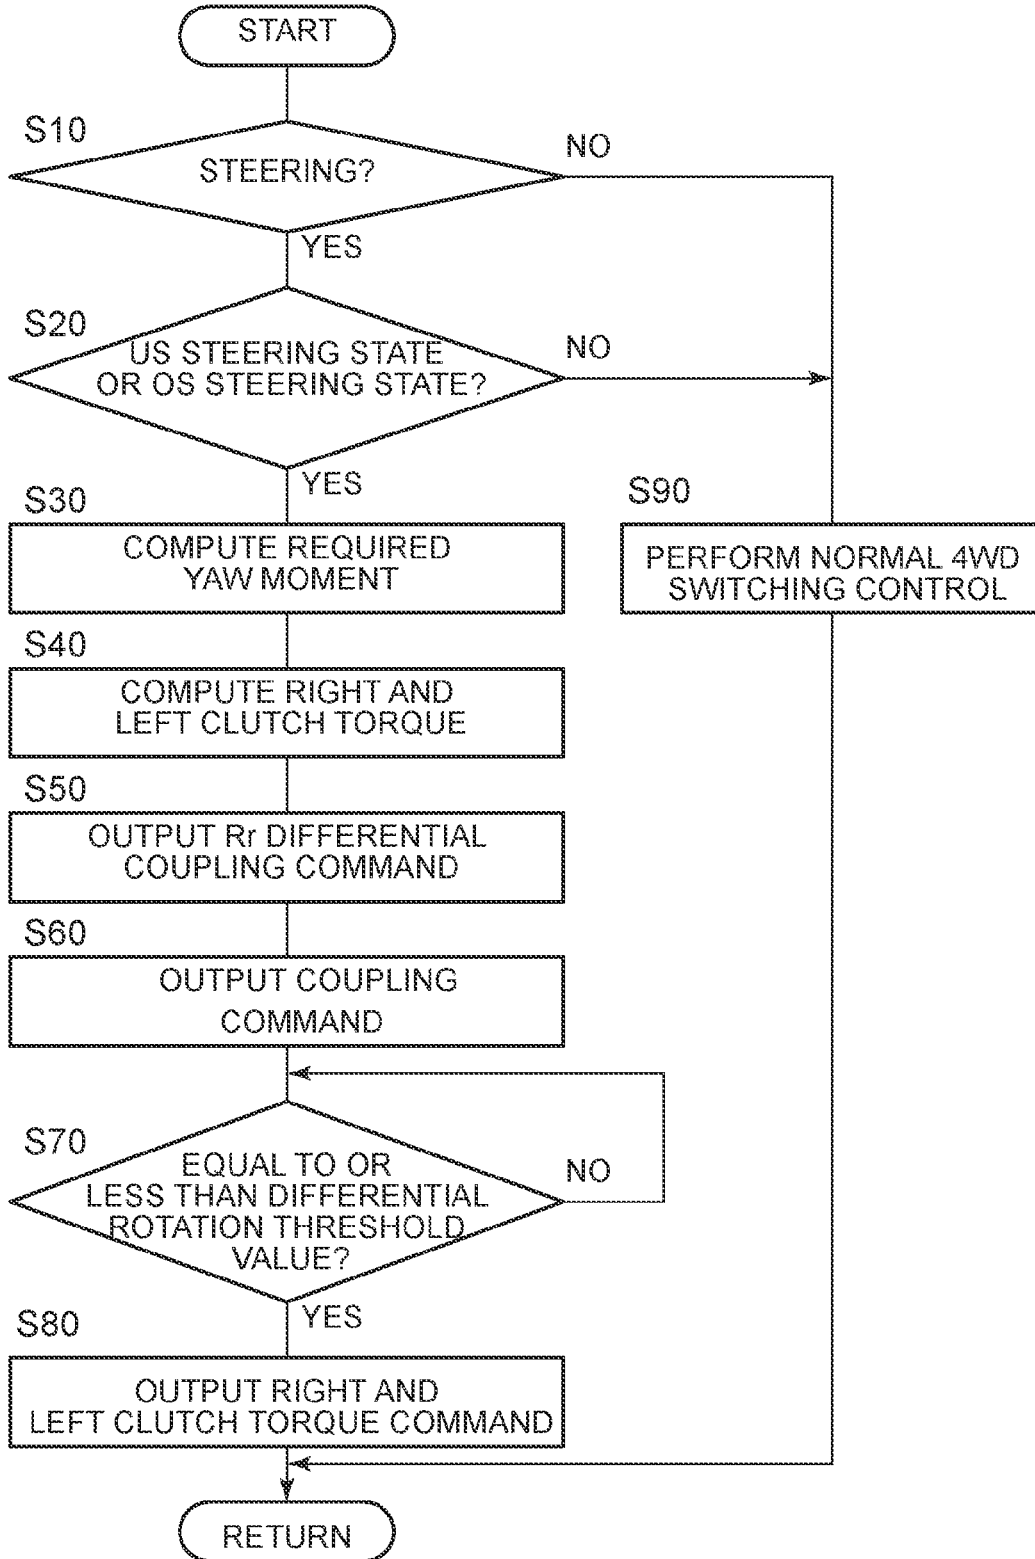 START
S10
STEERING?
NO
YES
S20
US STEERING STATE
OR OS STEERING STATE?
NO
YES
S30
COMPUTE REQUIRED
YAW MOMENT
S90
PERFORM NORMAL 4WD
SWITCHING CONTROL
S40
COMPUTE RIGHT AND
LEFT CLUTCH TORQUE
S50
OUTPUT Rr DIFFERENTIAL
COUPLING COMMAND
S60
OUTPUT COUPLING
COMMAND
S70
EQUAL TO OR
LESS THAN DIFFERENTIAL
ROTATION THRESHOLD
VALUE?
NO
YES
S80
OUTPUT RIGHT AND
LEFT CLUTCH TORQUE COMMAND
RETURN